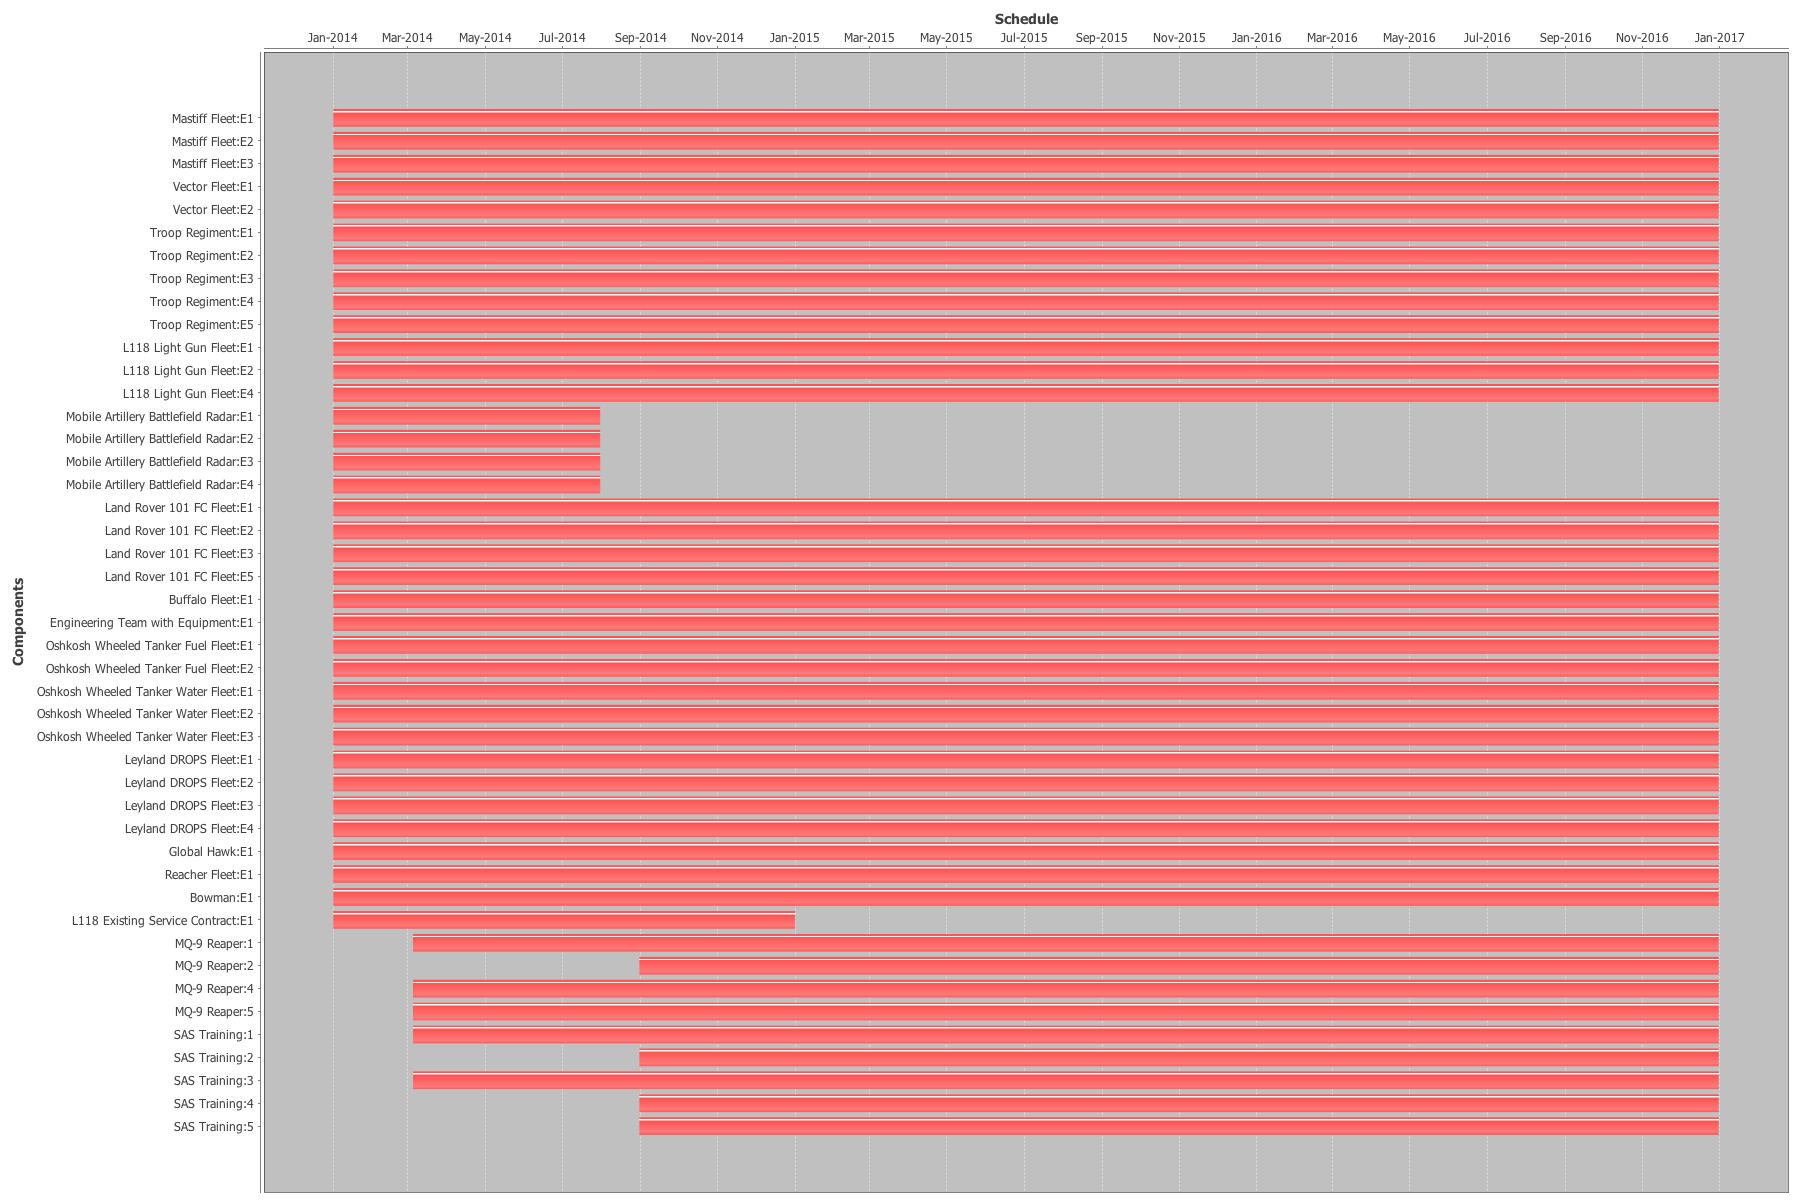 Schedule
Jan-2014 Mar-2014 May-2014 Jul-2014 Sep-2014 Nov-2014 Jan-2015 Mar-2015 May-2015 Jul-2015 Sep-2015 Nov-2015 Jan-2016 Mar-2016 May-2016 Jul-2016 Sep-2016 Nov-2016 Jan-2017
Components
Mastiff Fleet:E1
Mastiff Fleet:E2
Mastiff Fleet:E3
Vector Fleet:E1
Vector Fleet:E2
Troop Regiment:E1
Troop Regiment:E2
Troop Regiment:E3
Troop Regiment:E4
Troop Regiment:E5
L118 Light Gun Fleet:E1
L118 Light Gun Fleet:E2
L118 Light Gun Fleet:E4
Mobile Artillery Battlefield Radar:E1
Mobile Artillery Battlefield Radar:E2
Mobile Artillery Battlefield Radar:E3
Mobile Artillery Battlefield Radar:E4
Land Rover 101 FC Fleet:E1
Land Rover 101 FC Fleet:E2
Land Rover 101 FC Fleet:E3
Land Rover 101 FC Fleet:E5
Buffalo Fleet:E1
Engineering Team with Equipment:E1
Oshkosh Wheeled Tanker Fuel Fleet:E1
Oshkosh Wheeled Tanker Fuel Fleet:E2
Oshkosh Wheeled Tanker Water Fleet:E1
Oshkosh Wheeled Tanker Water Fleet:E2
Oshkosh Wheeled Tanker Water Fleet:E3
Leyland DROPS Fleet:E1
Leyland DROPS Fleet:E2
Leyland DROPS Fleet:E3
Leyland DROPS Fleet:E4
Global Hawk:E1
Reacher Fleet:E1
Bowman:E1
L118 Existing Service Contract:E1
MQ-9 Reaper:1
MQ-9 Reaper:2
MQ-9 Reaper:4
MQ-9 Reaper:5
SAS Training:1
SAS Training:2
SAS Training:3
SAS Training:4
SAS Training:5